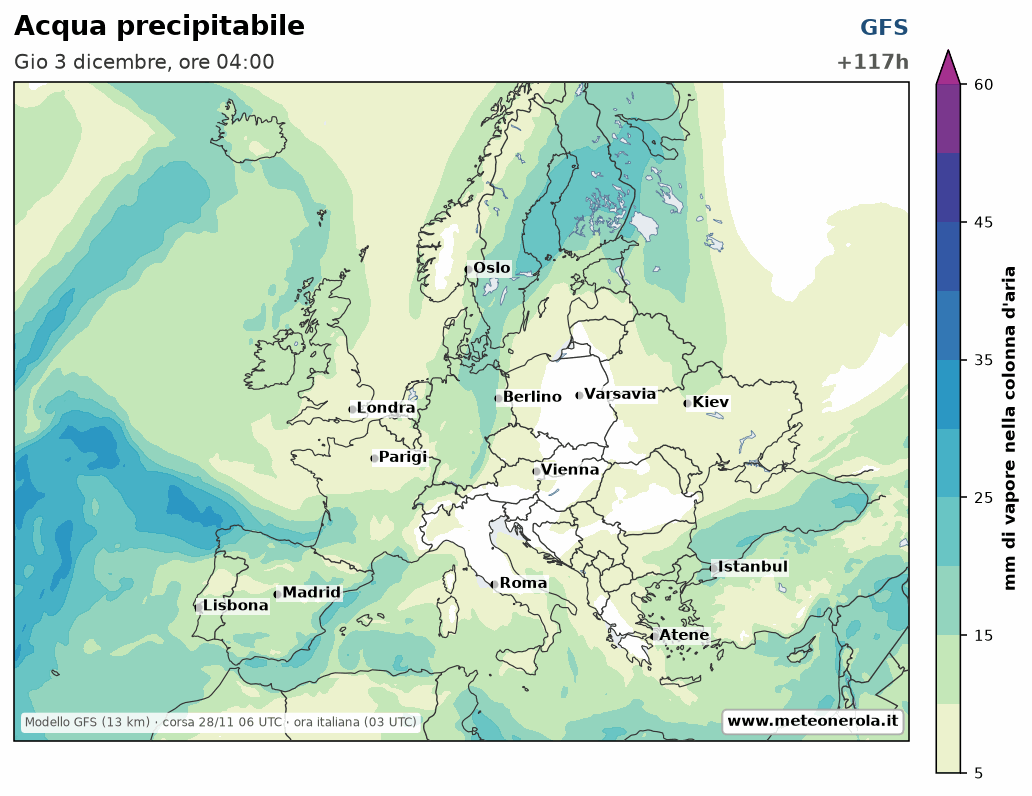 Acqua precipitabile
GFS
Gio 3 dicembre, ore 04:00
+117h
60
45
35
25
15
5
mm di vapore nella colonna d'aria
Oslo
Berlino
Varsavia
Kiev
Londra
Parigi
Vienna
Istanbul
Roma
Madrid
Lisbona
Atene
Modello GFS (13 km) · corsa 28/11 06 UTC · ora italiana (03 UTC)
www.meteonerola.it